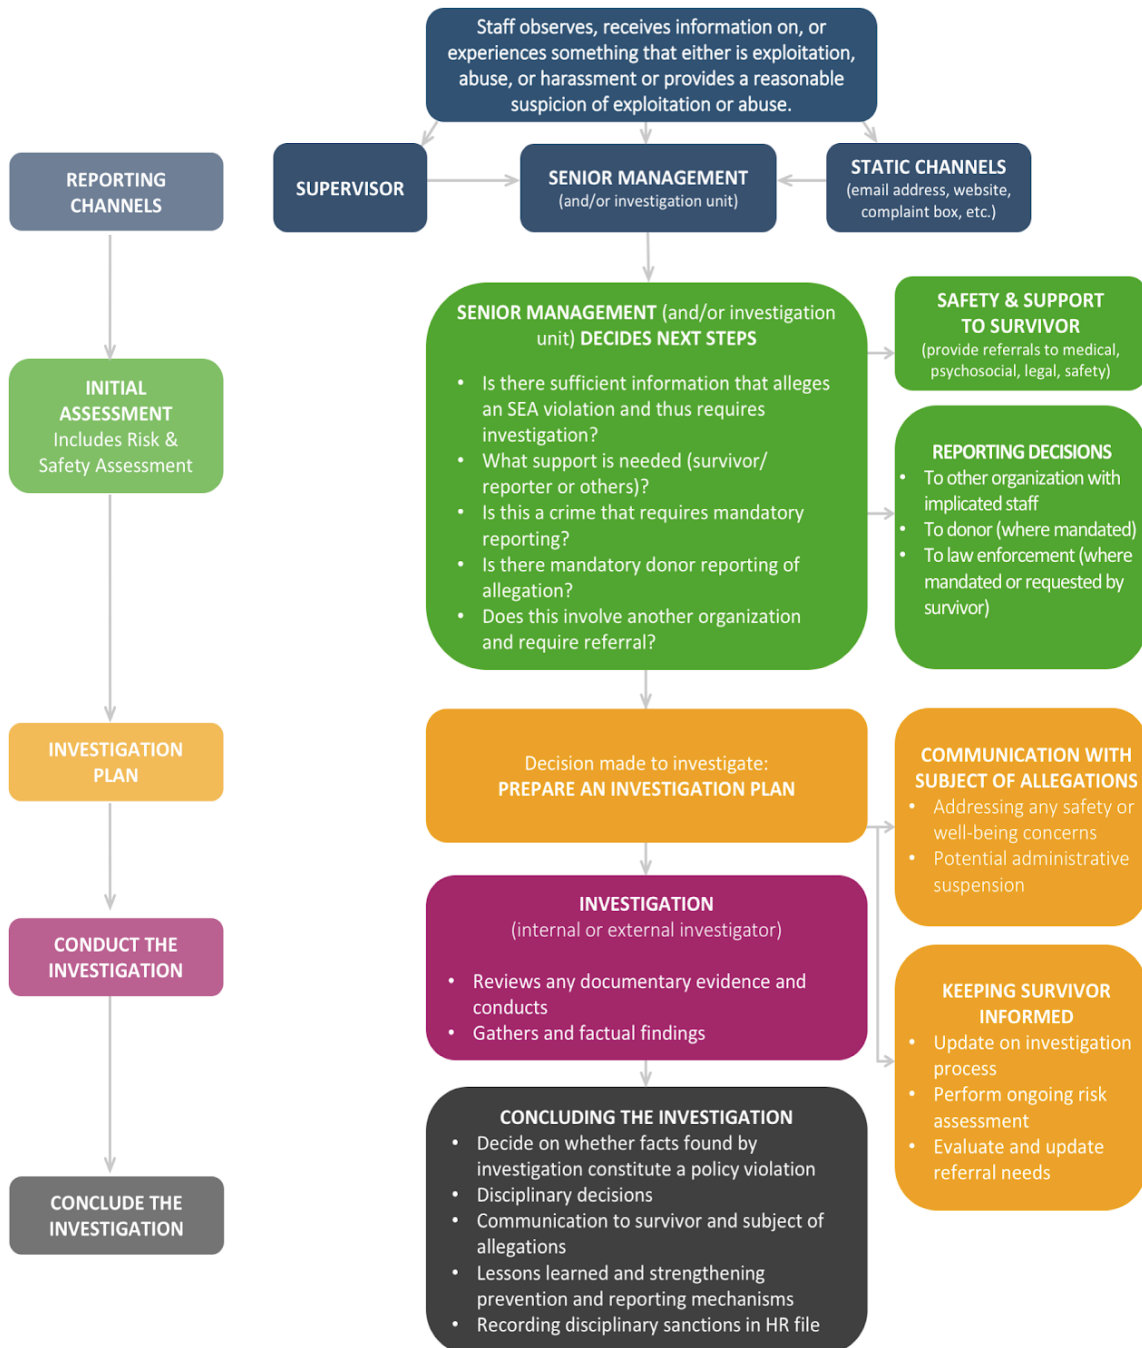 Staff observes, receives information on, or
experiences something that either is exploitation,
abuse, or harassment or provides a reasonable
suspicion of exploitation or abuse.
REPORTING
CHANNELS
SUPERVISOR
SENIOR MANAGEMENT
(and/or investigation unit)
STATIC CHANNELS
(email address, website,
complaint box, etc.)
INITIAL
ASSESSMENT
Includes Risk &
Safety Assessment
SENIOR MANAGEMENT (and/or investigation
unit) DECIDES NEXT STEPS
• Is there sufficient information that alleges
an SEA violation and thus requires
investigation?
• What support is needed (survivor/
reporter or others)?
• Is this a crime that requires mandatory
reporting?
• Is there mandatory donor reporting of
allegation?
• Does this involve another organization
and require referral?
SAFETY & SUPPORT
TO SURVIVOR
(provide referrals to medical,
psychosocial, legal, safety)
REPORTING DECISIONS
• To other organization with
implicated staff
• To donor (where mandated)
• To law enforcement (where
mandated or requested by
survivor)
INVESTIGATION
PLAN
Decision made to investigate:
PREPARE AN INVESTIGATION PLAN
COMMUNICATION WITH
SUBJECT OF ALLEGATIONS
• Addressing any safety or
well-being concerns
• Potential administrative
suspension
CONDUCT THE
INVESTIGATION
INVESTIGATION
(internal or external investigator)
• Reviews any documentary evidence and
conducts
• Gathers and factual findings
KEEPING SURVIVOR
INFORMED
• Update on investigation
process
• Perform ongoing risk
assessment
• Evaluate and update
referral needs
CONCLUDE THE
INVESTIGATION
CONCLUDING THE INVESTIGATION
• Decide on whether facts found by
investigation constitute a policy violation
• Disciplinary decisions
• Communication to survivor and subject of
allegations
• Lessons learned and strengthening
prevention and reporting mechanisms
• Recording disciplinary sanctions in HR file